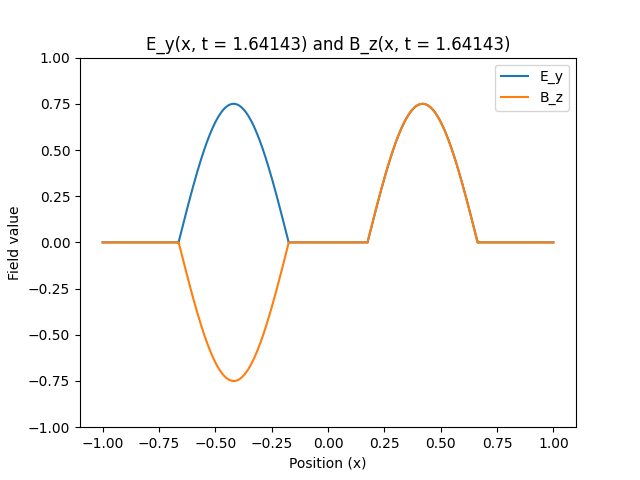 E_y(x, t = 1.64143) and B_z(x, t = 1.64143)
1.00
0.75
0.50
0.25
0.00
−0.25
−0.50
−0.75
−1.00
Field value
E_y
B_z
−1.00 −0.75 −0.50 −0.25 0.00 0.25 0.50 0.75 1.00
Position (x)